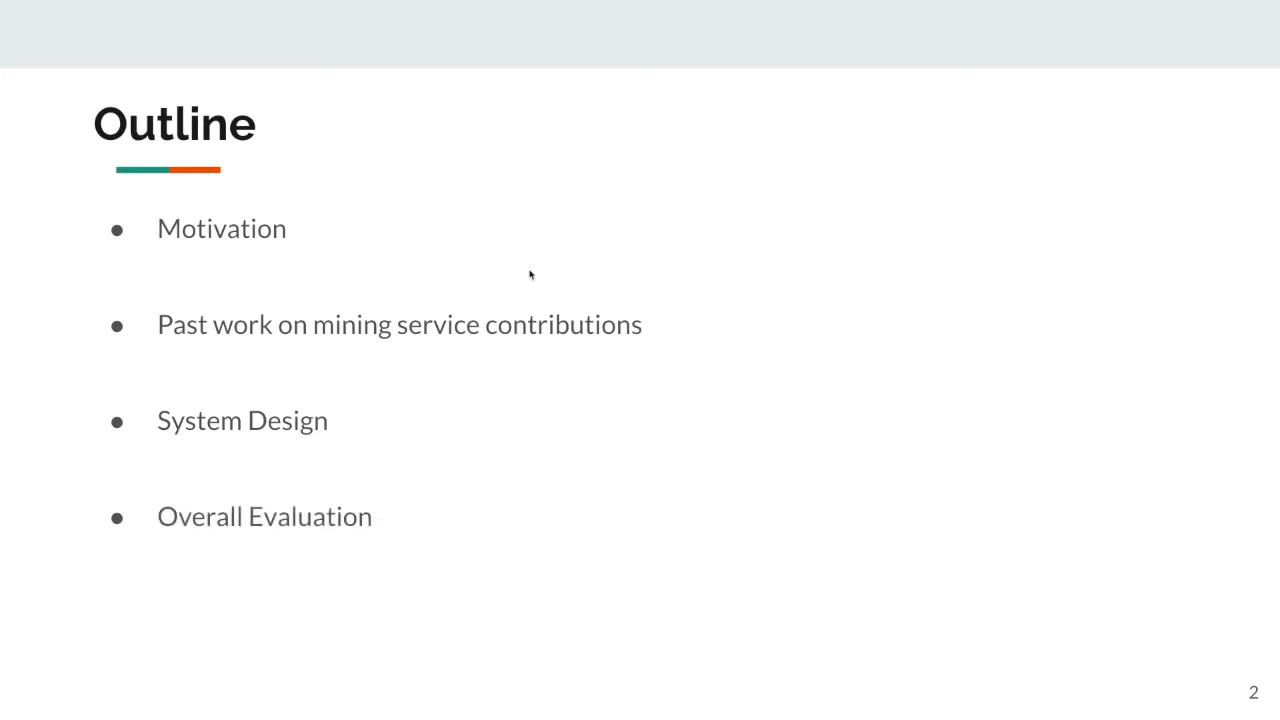 Outline
● Motivation
● Past work on mining service contributions
● System Design
● Overall Evaluation
2